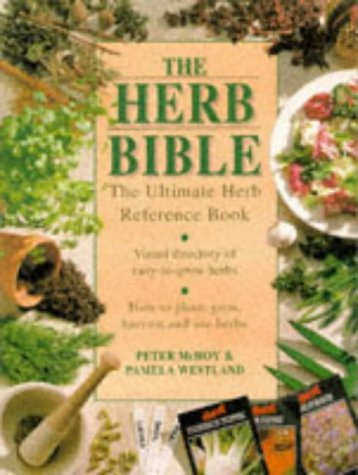 THE
HERB
BIBLE
The Ultimate Herb
Reference Book
Visual directory of
easy-to-grow herbs
How to plant, grow,
harvest and use herbs
PETER McHOY &
PAMELA WESTLAND